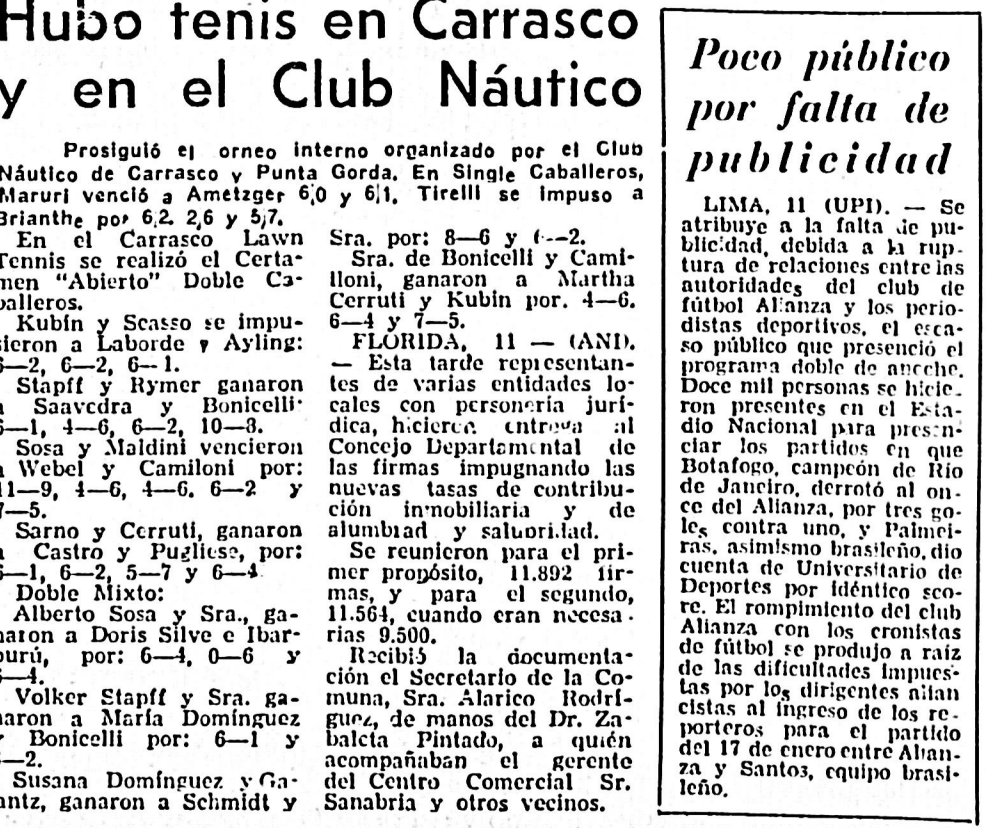 Hubo tenis en Carrasco
y en el Club Náutico
Prosiguió el orneo interno organizado por el Club
Náutico de Carrasco y Punta Gorda. En Single Caballeros,
Maruri venció a Ametzger 6,0 y 6,1. Tirelli se impuso a
Brianthe por 6,2. 2,6 y 5,7.
En el Carrasco Lawn
Tennis se realizó el Certa-
men "Abierto" Doble Ca-
balleros.
Kubín y Scasso se impu-
sieron a Laborde y Ayling:
6—2, 6—2, 6—1.
Stapff y Rymer ganaron
a Saavedra y Bonicelli:
6—1, 4—6, 6—2, 10—8.
Sosa y Maldini vencieron
a Webel y Camiloni por:
11—9, 4—6, 4—6. 6—2 y
7—5.
Sarno y Cerruti, ganaron
a Castro y Pugliese, por:
6—1, 6—2, 5—7 y 6—4
Doble Mixto:
Alberto Sosa y Sra., ga-
naron a Doris Silve e Ibar-
burú, por: 6—4, 0—6 y
6—4.
Volker Stapff y Sra. ga-
naron a María Domínguez
y Bonicelli por: 6—1 y
—2.
Susana Domínguez y Ga-
antz, ganaron a Schmidt y
Sra. por: 8—6 y 6—2.
Sra. de Bonicelli y Cami-
lloni, ganaron a Martha
Cerruti y Kubin por. 4—6.
6—4 y 7—5.
FLORIDA, 11 — (ANI).
— Esta tarde representan-
tes de varias entidades lo-
cales con personería jurí-
dica, hicieron entrega al
Concejo Departamental de
las firmas impugnando las
nuevas tasas de contribu-
ción inmobiliaria y de
alumbrad y salubridad.
Se reunieron para el pri-
mer propósito, 11.892 fir-
mas, y para el segundo,
11.564, cuando eran necesa-
rias 9.500.
Recibió la documenta-
ción el Secretario de la Co-
muna, Sra. Alarico Rodrí-
guez, de manos del Dr. Za-
baleta Pintado, a quién
acompañaban el gerente
del Centro Comercial Sr.
Sanabria y otros vecinos.
Poco público
por falta de
publicidad
LIMA, 11 (UPI). — Se
atribuye a la falta de pu-
blicidad, debida a la rup-
tura de relaciones entre las
autoridades del club de
fútbol Alianza y los perio-
distas deportivos, el esca-
so público que presenció el
programa doble de anoche.
Doce mil personas se hicie-
ron presentes en el Esta-
dio Nacional para presen-
ciar los partidos en que
Botafogo, campeón de Río
de Janeiro, derrotó al on-
ce del Alianza, por tres go-
les contra uno, y Palmei-
ras, asimismo brasileño, dio
cuenta de Universitario de
Deportes por idéntico sco-
re. El rompimiento del club
Alianza con los cronistas
de fútbol se produjo a raíz
de las dificultades impues-
tas por los dirigentes alian
cistas al ingreso de los re-
porteros para el partido
del 17 de enero entre Alian-
za y Santos, equipo brasi-
leño.